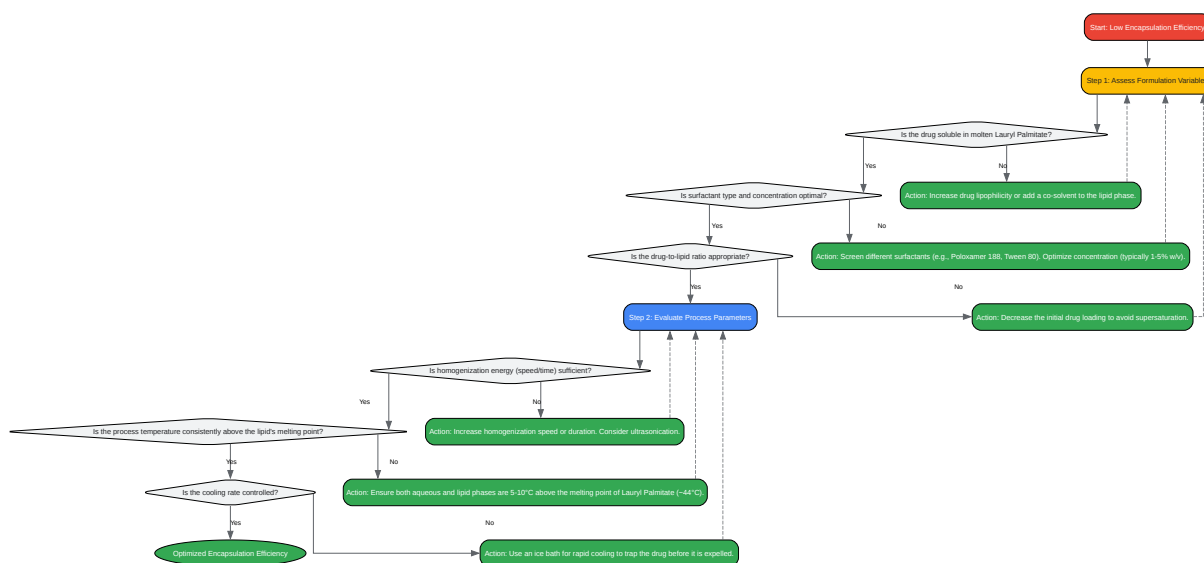 Start: Low Encapsulation Efficiency
Step 1: Assess Formulation Variable
Is the drug soluble in molten Lauryl Palmitate?
Yes
No
Is surfactant type and concentration optimal?
Action: Increase drug lipophilicity or add a co-solvent to the lipid phase.
Yes
No
Is the drug-to-lipid ratio appropriate?
Action: Screen different surfactants (e.g., Poloxamer 188, Tween 80). Optimize concentration (typically 1-5% w/v).
Yes
No
Step 2: Evaluate Process Parameters
Action: Decrease the initial drug loading to avoid supersaturation.
Is homogenization energy (speed/time) sufficient?
Yes
No
Is the process temperature consistently above the lipid's melting point?
Action: Increase homogenization speed or duration. Consider ultrasonication.
Yes
No
Is the cooling rate controlled?
Action: Ensure both aqueous and lipid phases are 5-10°C above the melting point of Lauryl Palmitate (~44°C).
Yes
No
Optimized Encapsulation Efficiency
Action: Use an ice bath for rapid cooling to trap the drug before it is expelled.